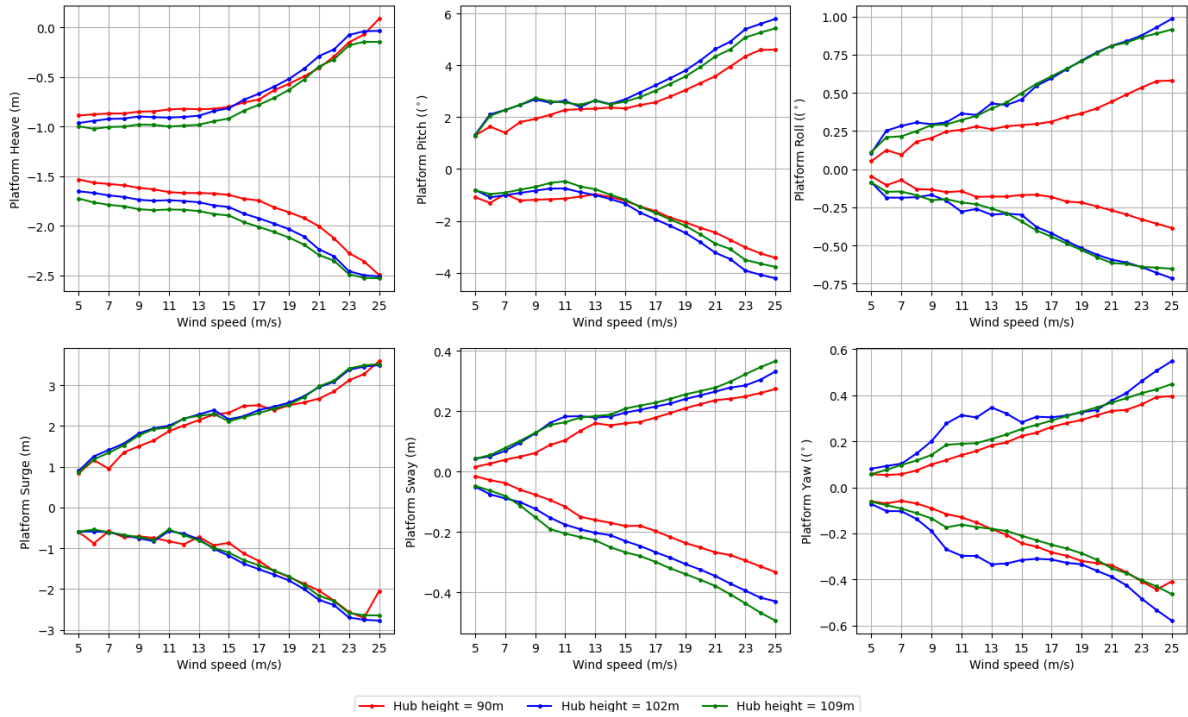 Platform Heave (m)
0.0
−0.5
−1.0
−1.5
−2.0
−2.5
5 7 9 11 13 15 17 19 21 23 25
Wind speed (m/s)
Platform Pitch ((°)
6
4
2
0
−2
−4
5 7 9 11 13 15 17 19 21 23 25
Wind speed (m/s)
Platform Roll ((°)
1.00
0.75
0.50
0.25
0.00
−0.25
−0.50
−0.75
5 7 9 11 13 15 17 19 21 23 25
Wind speed (m/s)
Platform Surge (m)
3
2
1
0
−1
−2
−3
5 7 9 11 13 15 17 19 21 23 25
Wind speed (m/s)
Platform Sway (m)
0.4
0.2
0.0
−0.2
−0.4
5 7 9 11 13 15 17 19 21 23 25
Wind speed (m/s)
Platform Yaw ((°)
0.6
0.4
0.2
0.0
−0.2
−0.4
−0.6
5 7 9 11 13 15 17 19 21 23 25
Wind speed (m/s)
Hub height = 90m Hub height = 102m Hub height = 109m